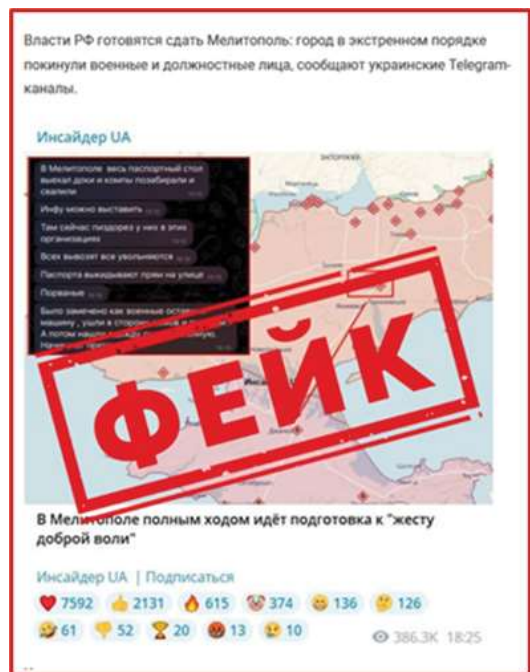 Власти РФ готовятся сдать Мелитополь: город в экстренном порядке
покинули военные и должностные лица, сообщают украинские Telegram-
каналы.
Инсайдер UA
В Мелитополе весь паспортный стол
выехал доки и компы позабирали и
свалили
Инфу можно выставить
Там сейчас пиздорез у них в этих
организациях
Всех вывозят все увольняются
Паспорта выкидывают прям на улице
Порваные
Было замечено как военные
машину , ушли в сторону
А потом нашли
ЗАПОРОЖЬЕ
ФЕЙК
В Мелитополе полным ходом идёт подготовка к "жесту
доброй воли"
Инсайдер UA | Подписаться
7592 2131 615 374 136 126
61 52 20 13 10 386.3K 18:25